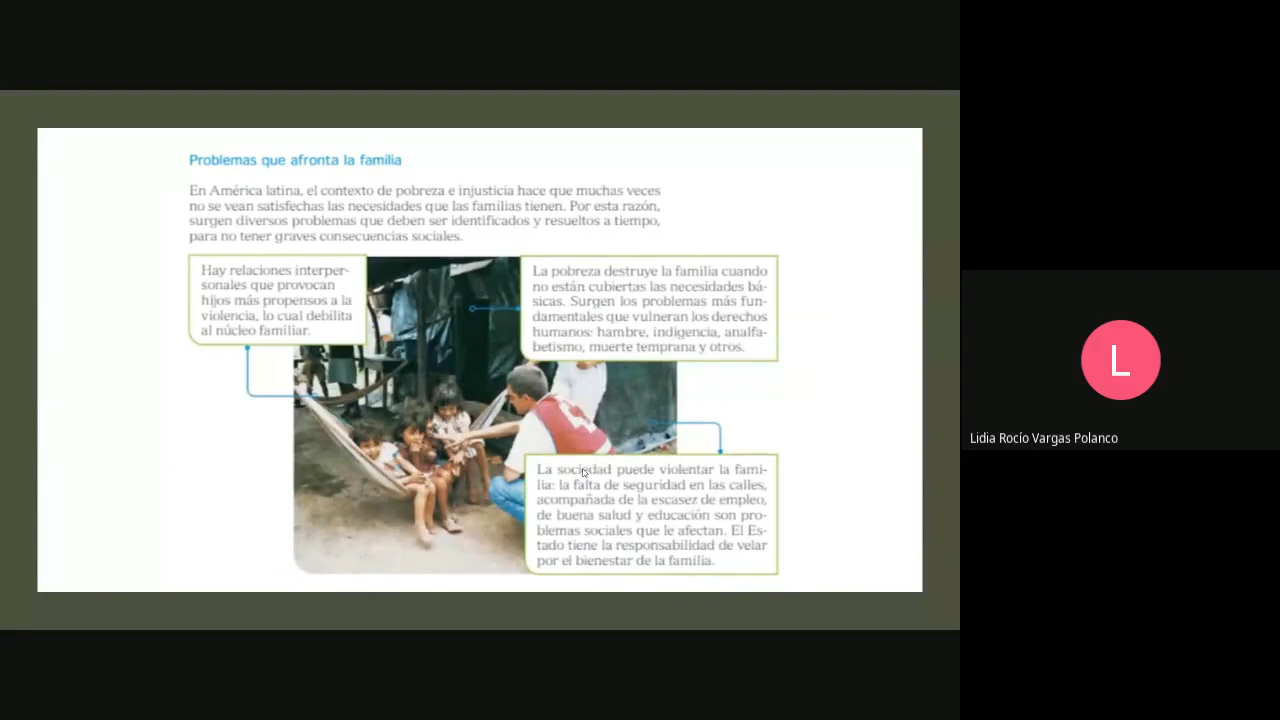 Problemas que afronta la familia
En América latina, el contexto de pobreza e injusticia hace que muchas veces
no se vean satisfechas las necesidades que las familias tienen. Por esta razón,
surgen diversos problemas que deben ser identificados y resueltos a tiempo,
para no tener graves consecuencias sociales.
Hay relaciones interper-
sonales que provocan
hijos más propensos a la
violencia, lo cual debilita
al núcleo familiar.
La pobreza destruye la familia cuando
no están cubiertas las necesidades bá-
sicas. Surgen los problemas más fun-
damentales que vulneran los derechos
humanos: hambre, indigencia, analfa-
betismo, muerte temprana y otros.
La sociedad puede violentar la fami-
lia: la falta de seguridad en las calles,
acompañada de la escasez de empleo,
de buena salud y educación son pro-
blemas sociales que le afectan. El Es-
tado tiene la responsabilidad de velar
por el bienestar de la familia.
L
Lidia Rocío Vargas Polanco